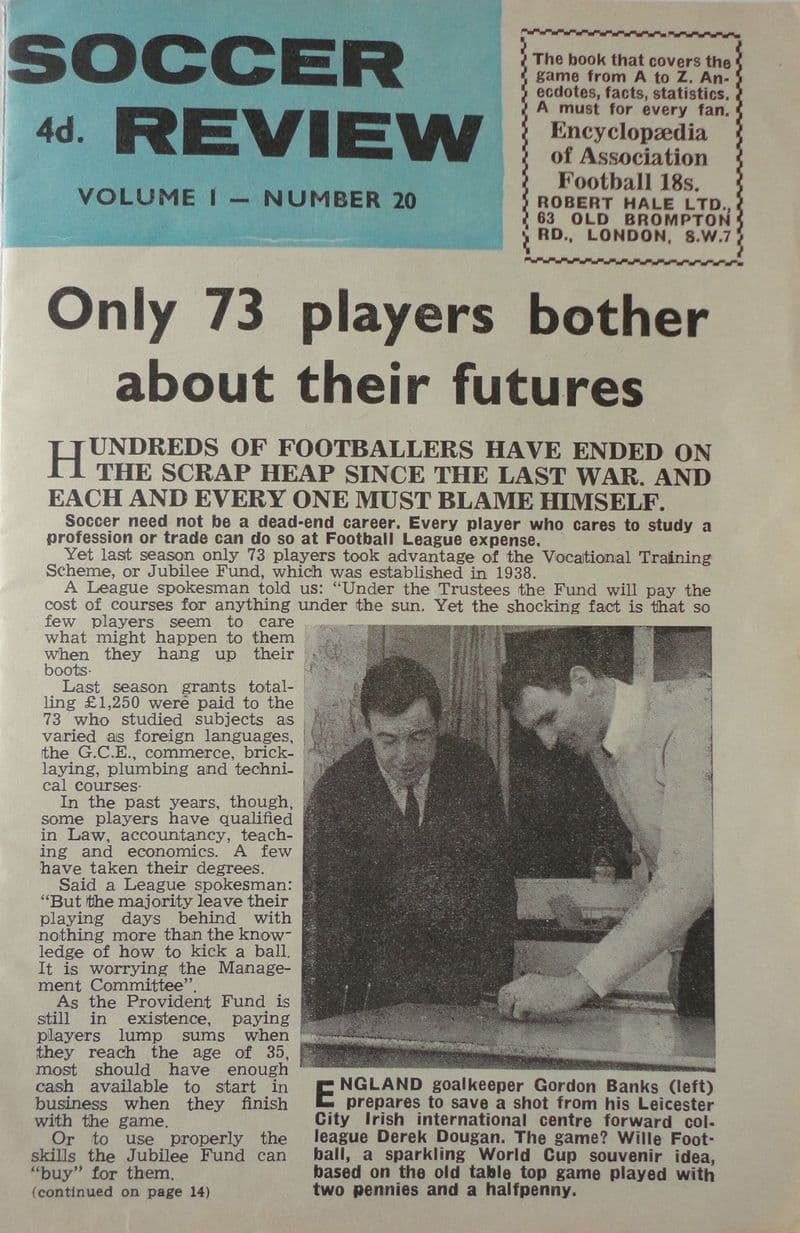 SOCCER
4d. REVIEW
VOLUME I — NUMBER 20
The book that covers the
game from A to Z. An-
ecdotes, facts, statistics.
A must for every fan.
Encyclopædia
of Association
Football 18s.
ROBERT HALE LTD.,
63 OLD BROMPTON
RD., LONDON, S.W.7
Only 73 players bother
about their futures
HUNDREDS OF FOOTBALLERS HAVE ENDED ON
THE SCRAP HEAP SINCE THE LAST WAR. AND
EACH AND EVERY ONE MUST BLAME HIMSELF.
Soccer need not be a dead-end career. Every player who cares to study a
profession or trade can do so at Football League expense.
Yet last season only 73 players took advantage of the Vocational Training
Scheme, or Jubilee Fund, which was established in 1938.
A League spokesman told us: "Under the Trustees the Fund will pay the
cost of courses for anything under the sun. Yet the shocking fact is that so
few players seem to care
what might happen to them
when they hang up their
boots·
Last season grants total-
ling £1,250 were paid to the
73 who studied subjects as
varied as foreign languages,
the G.C.E., commerce, brick-
laying, plumbing and techni-
cal courses·
In the past years, though,
some players have qualified
in Law, accountancy, teach-
ing and economics. A few
have taken their degrees.
Said a League spokesman:
"But the majority leave their
playing days behind with
nothing more than the know-
ledge of how to kick a ball.
It is worrying the Manage-
ment Committee".
As the Provident Fund is
still in existence, paying
players lump sums when
they reach the age of 35,
most should have enough
cash available to start in
business when they finish
with the game.
Or to use properly the
skills the Jubilee Fund can
"buy" for them.
(continued on page 14)
ENGLAND goalkeeper Gordon Banks (left)
prepares to save a shot from his Leicester
City Irish international centre forward col-
league Derek Dougan. The game? Wille Foot-
ball, a sparkling World Cup souvenir idea,
based on the old table top game played with
two pennies and a halfpenny.